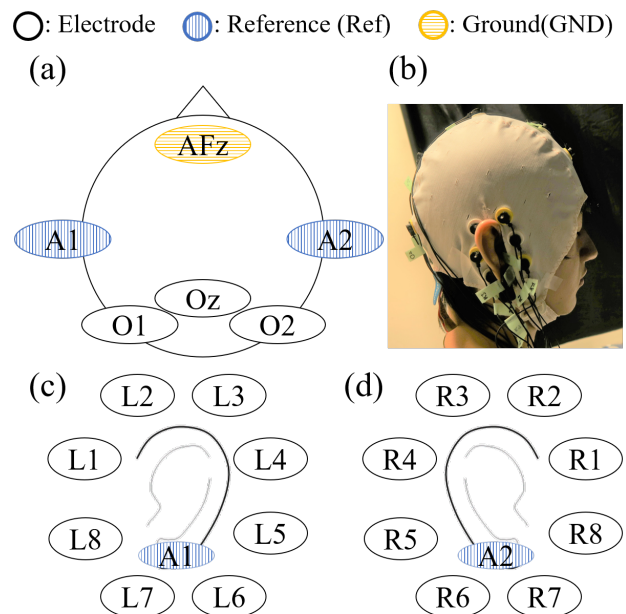 : Electrode : Reference (Ref) : Ground(GND)
(a) (b)
AFz
A1 A2
Oz
O1 O2
(c) (d)
L2 L3 R3 R2
L1 L4 R4 R1
L8 L5 R5 R8
A1 A2
L7 L6 R6 R7